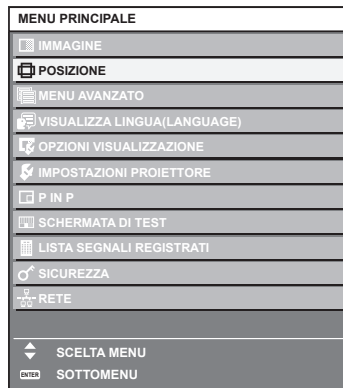 MENU PRINCIPALE
IMMAGINE
POSIZIONE
MENU AVANZATO
VISUALIZZA LINGUA(LANGUAGE)
OPZIONI VISUALIZZAZIONE
IMPOSTAZIONI PROIETTORE
P IN P
SCHERMATA DI TEST
LISTA SEGNALI REGISTRATI
SICUREZZA
RETE
SCELTA MENU
ENTER SOTTOMENU